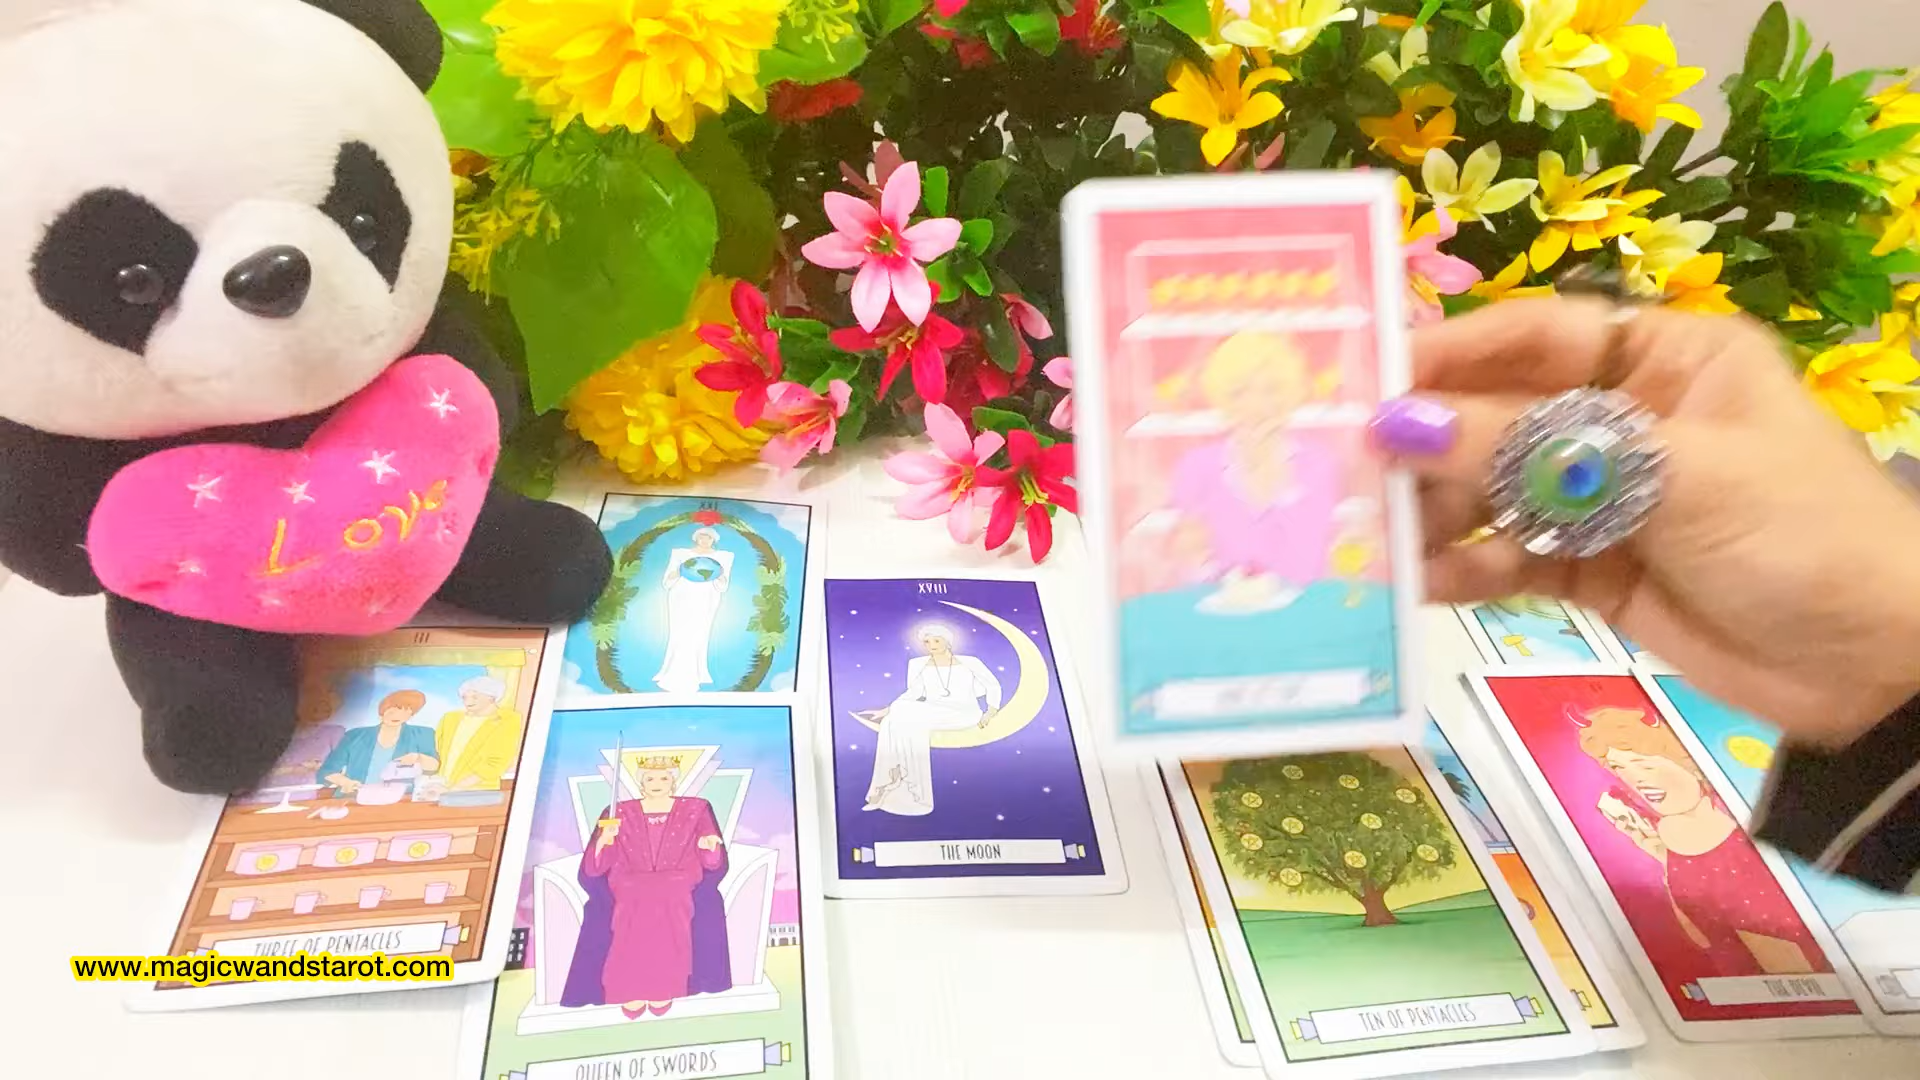 Love
XXI
XVIII
III
THE MOON
THREE OF PENTACLES
www.magicwandstarot.com
TEN OF PENTACLES
THE DEVIL
QUEEN OF SWORDS